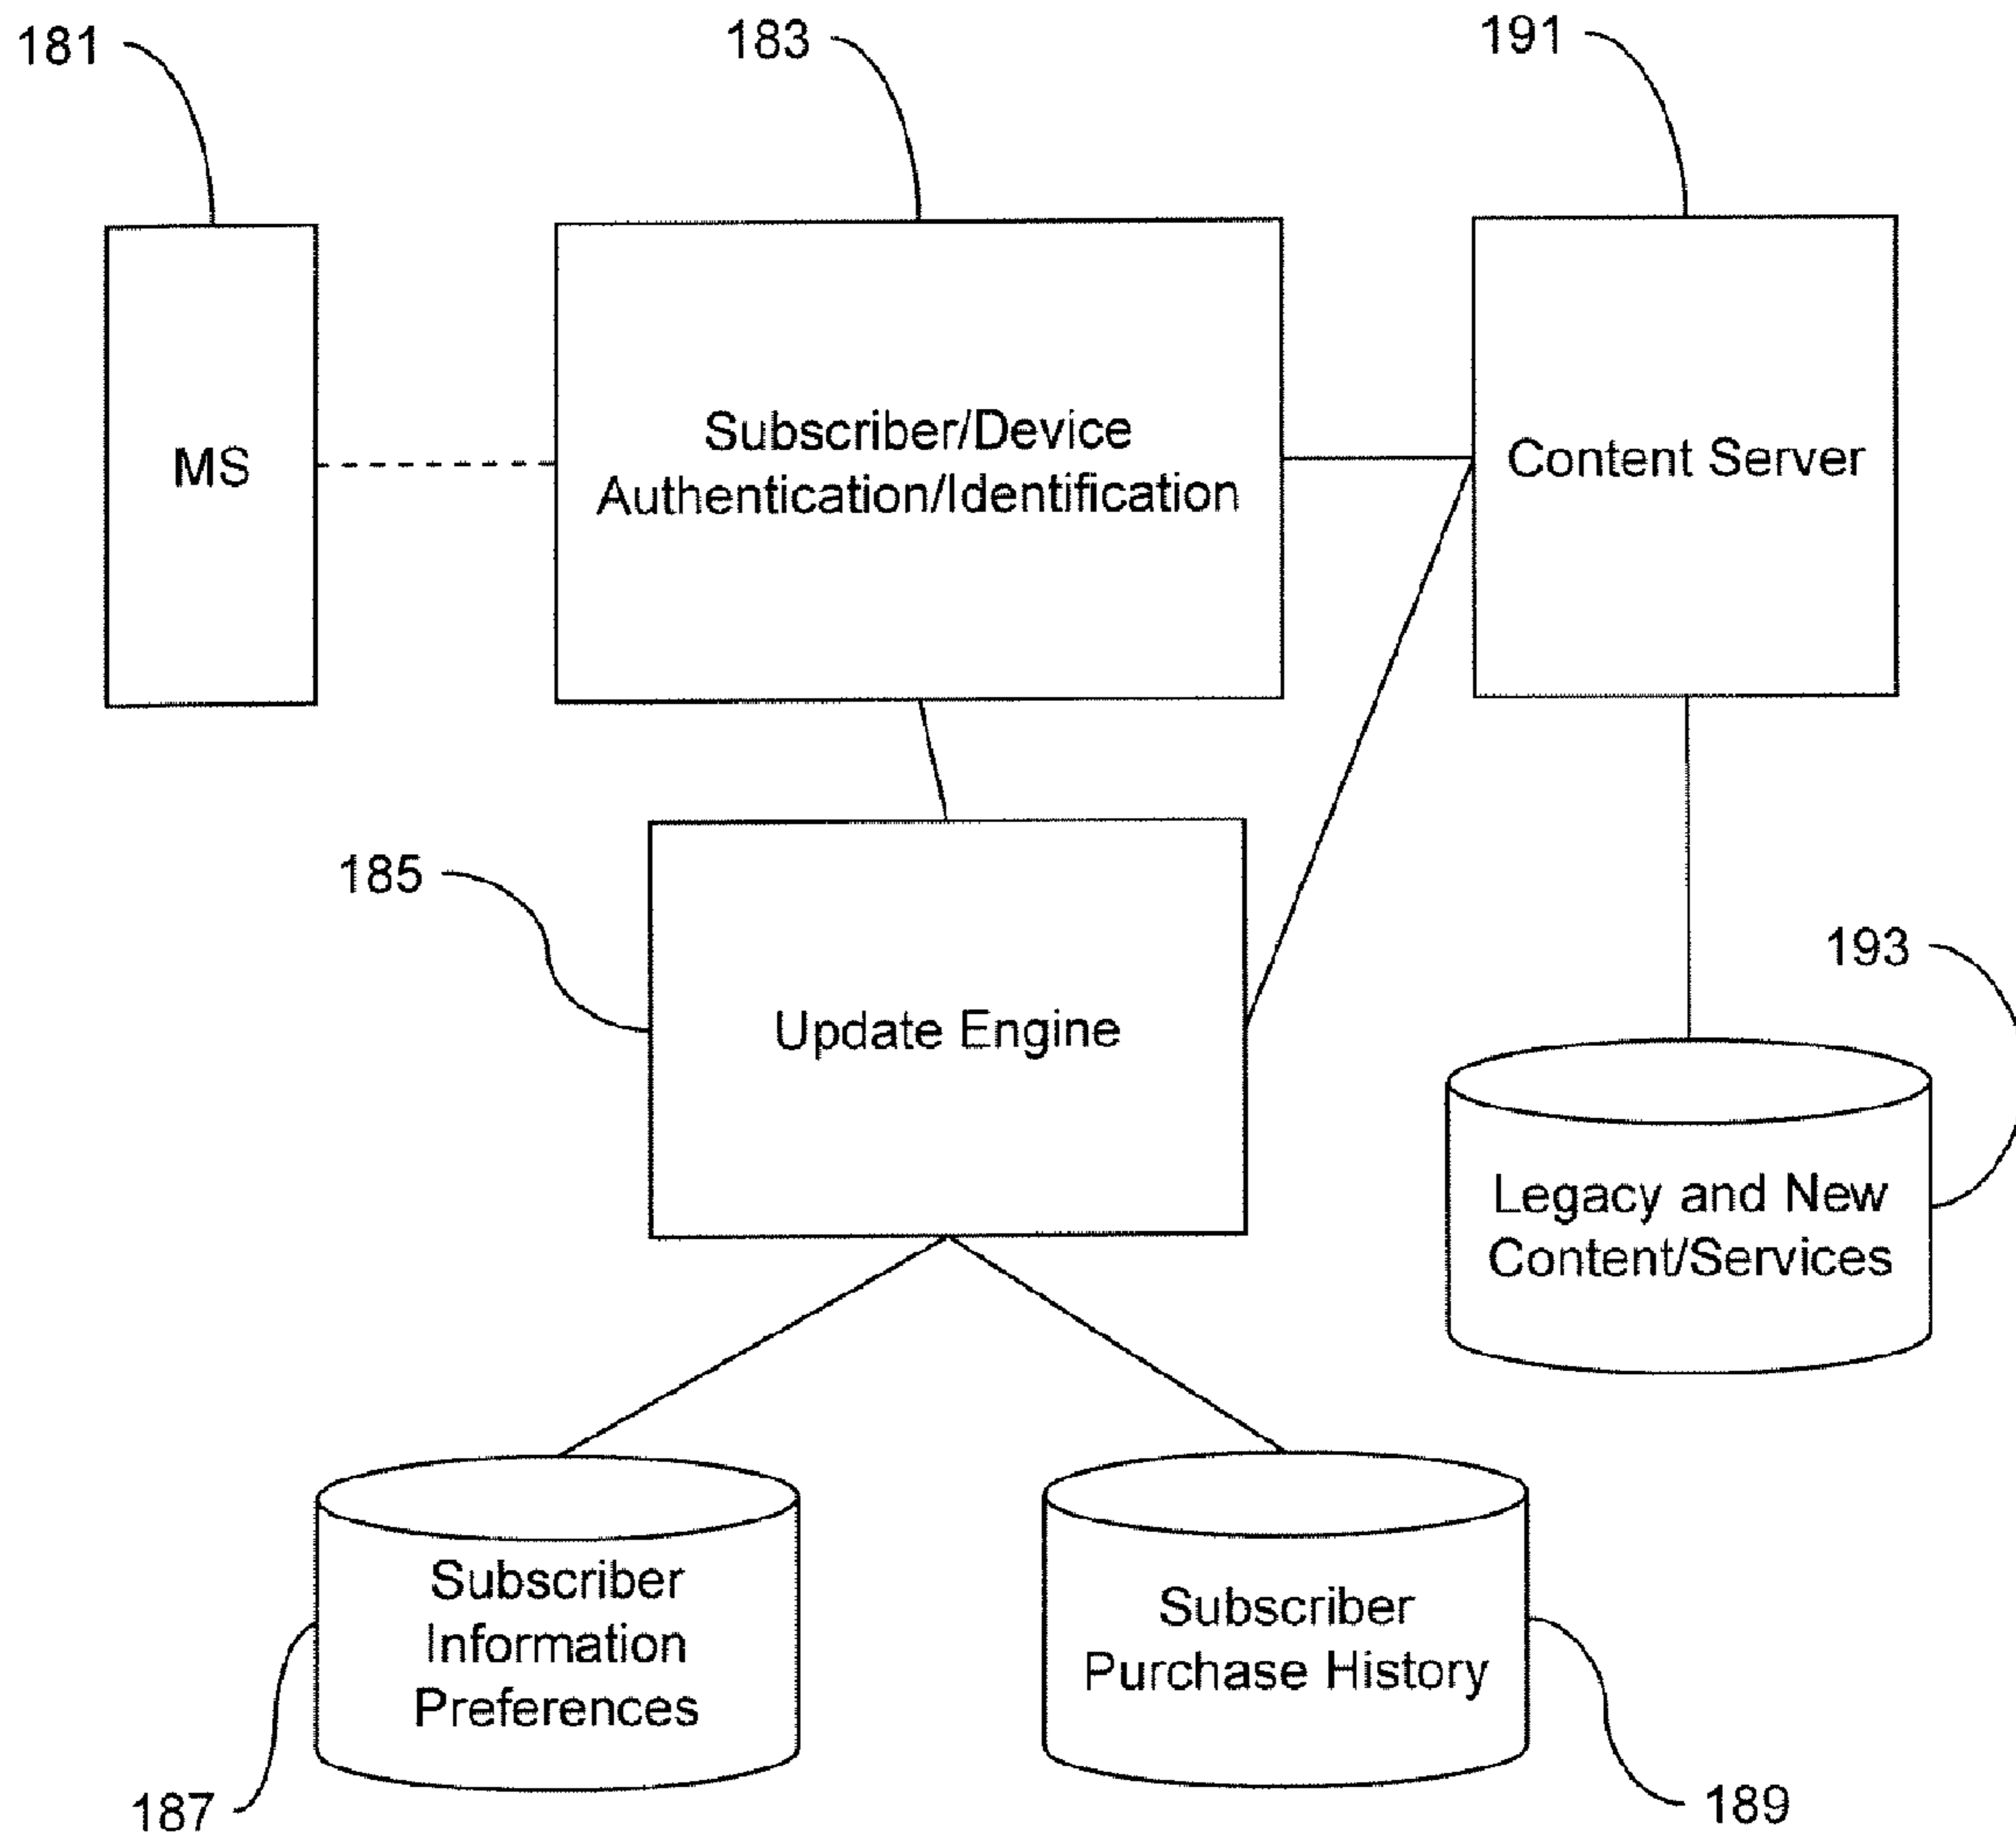 181
183
191
MS
Subscriber/Device
Authentication/Identification
Content Server
185
Update Engine
193
Legacy and New
Content/Services
Subscriber
Information
Preferences
Subscriber
Purchase History
187
189